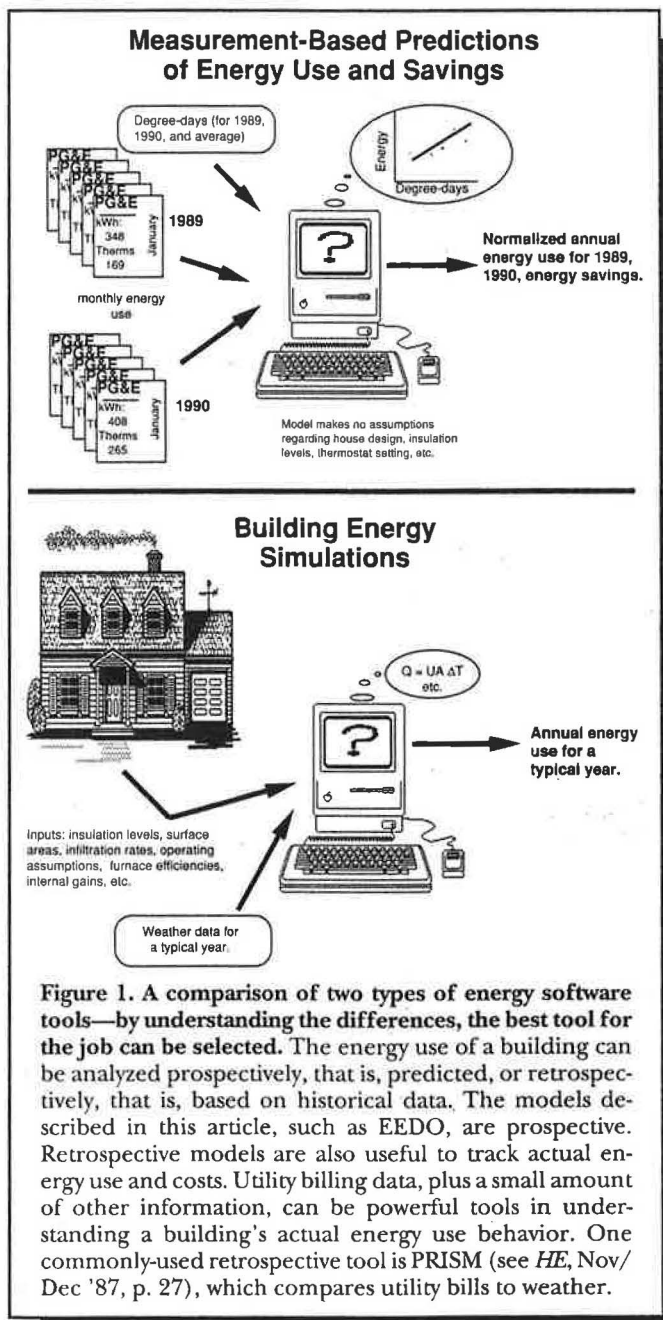 Measurement-Based Predictions
of Energy Use and Savings
Degree-days (for 1989,
1990, and average)
Energy
Degree-days
PG&E
PG&E
PG&E
PG&E
PG&E
kWh:
348
Therms
169
January
1989
?
Normalized annual
energy use for 1989,
1990, energy savings.
monthly energy
use
PG&E
PG&E
PG&E
PG&E
PG&E
kWh:
408
Therms
265
January
1990
Model makes no assumptions
regarding house design, insulation
levels, thermostat setting, etc.
Building Energy
Simulations
Q = UA ΔT
etc.
?
Annual energy
use for a
typical year.
Inputs: insulation levels, surface
areas, infiltration rates, operating
assumptions, furnace efficiencies,
internal gains, etc.
Weather data for
a typical year.
Figure 1. A comparison of two types of energy software
tools—by understanding the differences, the best tool for
the job can be selected. The energy use of a building can
be analyzed prospectively, that is, predicted, or retrospec-
tively, that is, based on historical data. The models de-
scribed in this article, such as EEDO, are prospective.
Retrospective models are also useful to track actual en-
ergy use and costs. Utility billing data, plus a small amount
of other information, can be powerful tools in under-
standing a building's actual energy use behavior. One
commonly-used retrospective tool is PRISM (see HE, Nov/
Dec '87, p. 27), which compares utility bills to weather.